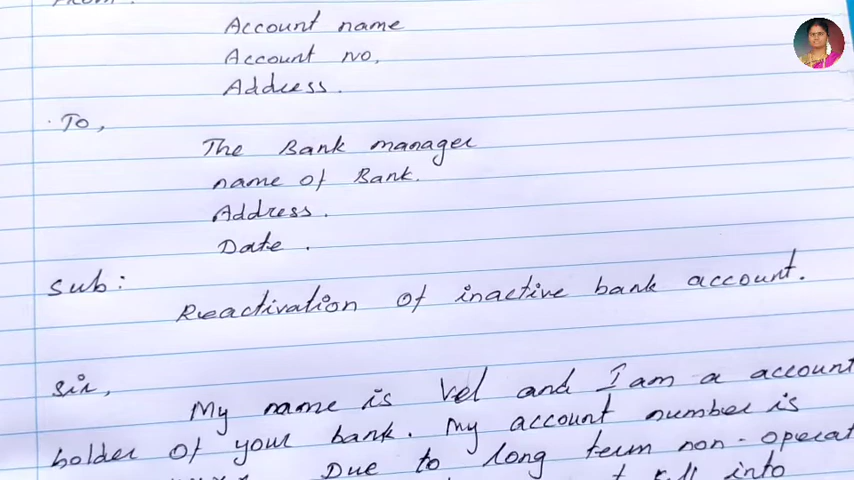 From:
Account name
Account no,
Address.
To,
The Bank manager
name of Bank.
Address.
Date.
Sub:
Reactivation of inactive bank account.
Sir,
My name is Vel and I am a account
holder of your bank. My account number is
Due to long term non-operat
into